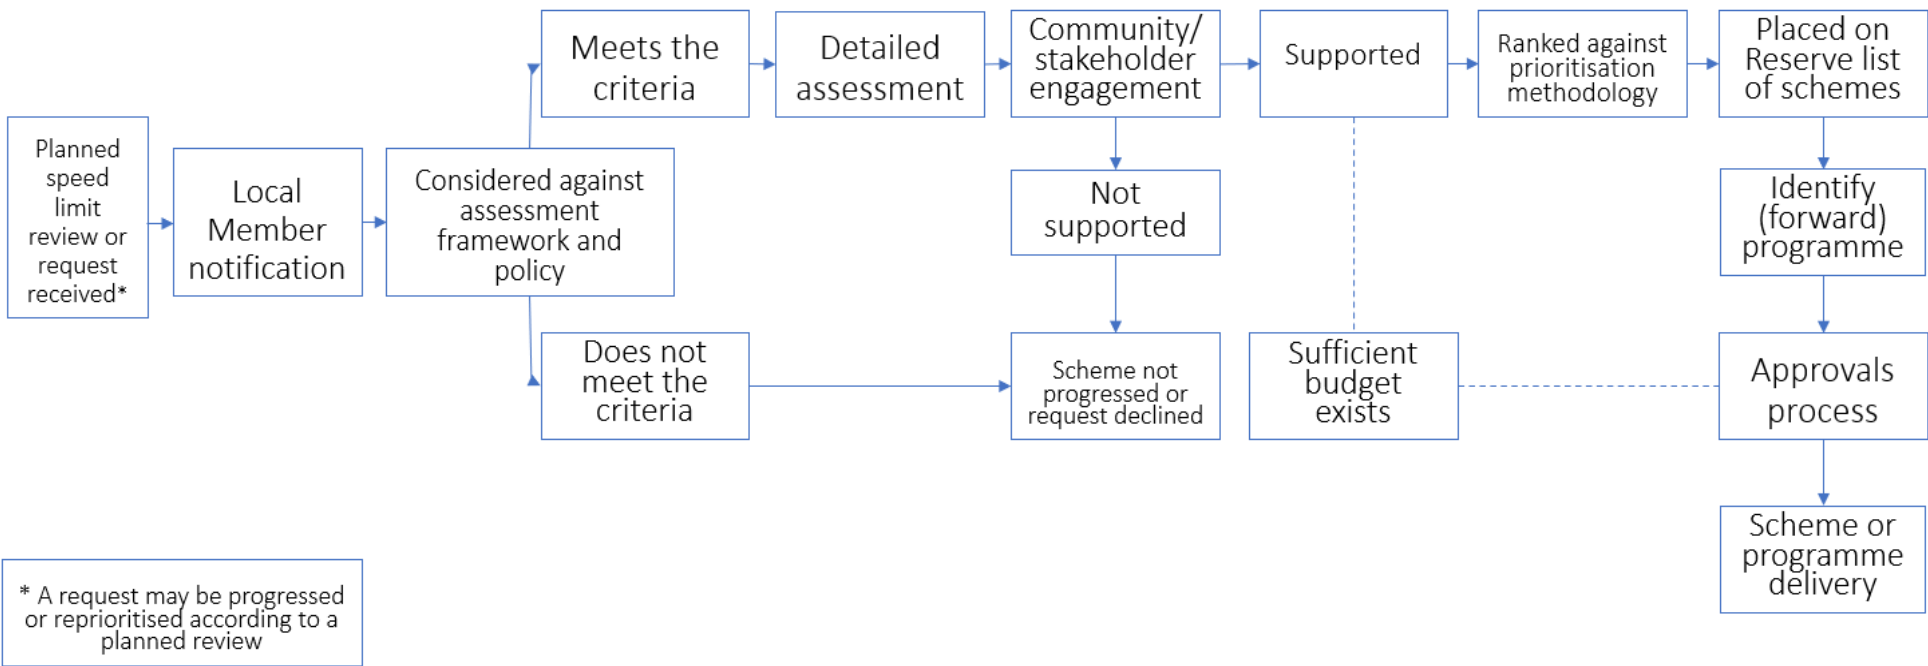 Planned
speed
limit
review or
request
received*
Local
Member
notification
Considered against
assessment
framework and
policy
Meets the
criteria
Detailed
assessment
Community/
stakeholder
engagement
Supported
Ranked against
prioritisation
methodology
Placed on
Reserve list
of schemes
Not
supported
Identify
(forward)
programme
Does not
meet the
criteria
Scheme not
progressed or
request declined
Sufficient
budget
exists
Approvals
process
Scheme or
programme
delivery
* A request may be progressed
or reprioritised according to a
planned review